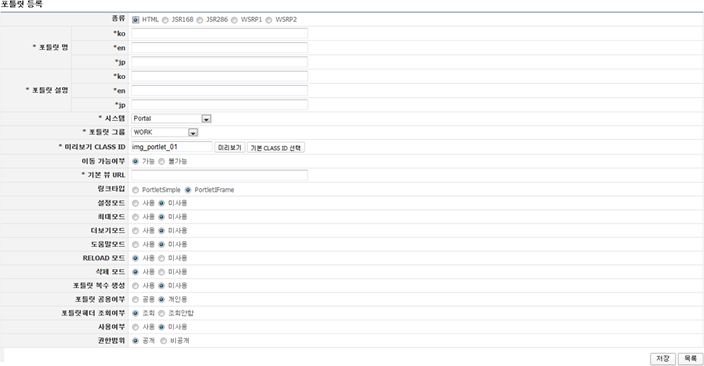 포틀릿 등록
종류 HTML JSR168 JSR286 WSRP1 WSRP2
* 포틀릿 명 *ko
*en
*jp
* 포틀릿 설명 *ko
*en
*jp
* 시스템 Portal
* 포틀릿 그룹 WORK
* 미리보기 CLASS ID img_portlet_01 미리보기 기본 CLASS ID 선택
이동 가능여부 가능 불가능
* 기본 뷰 URL
링크타입 PortletSimple PortletIFrame
설정모드 사용 미사용
최대모드 사용 미사용
더보기모드 사용 미사용
도움말모드 사용 미사용
RELOAD 모드 사용 미사용
삭제 모드 사용 미사용
포틀릿 복수 생성 사용 미사용
포틀릿 공용여부 공용 개인용
포틀릿헤더 조회여부 조회 조회안함
사용여부 사용 미사용
권한범위 공개 비공개
저장 목록